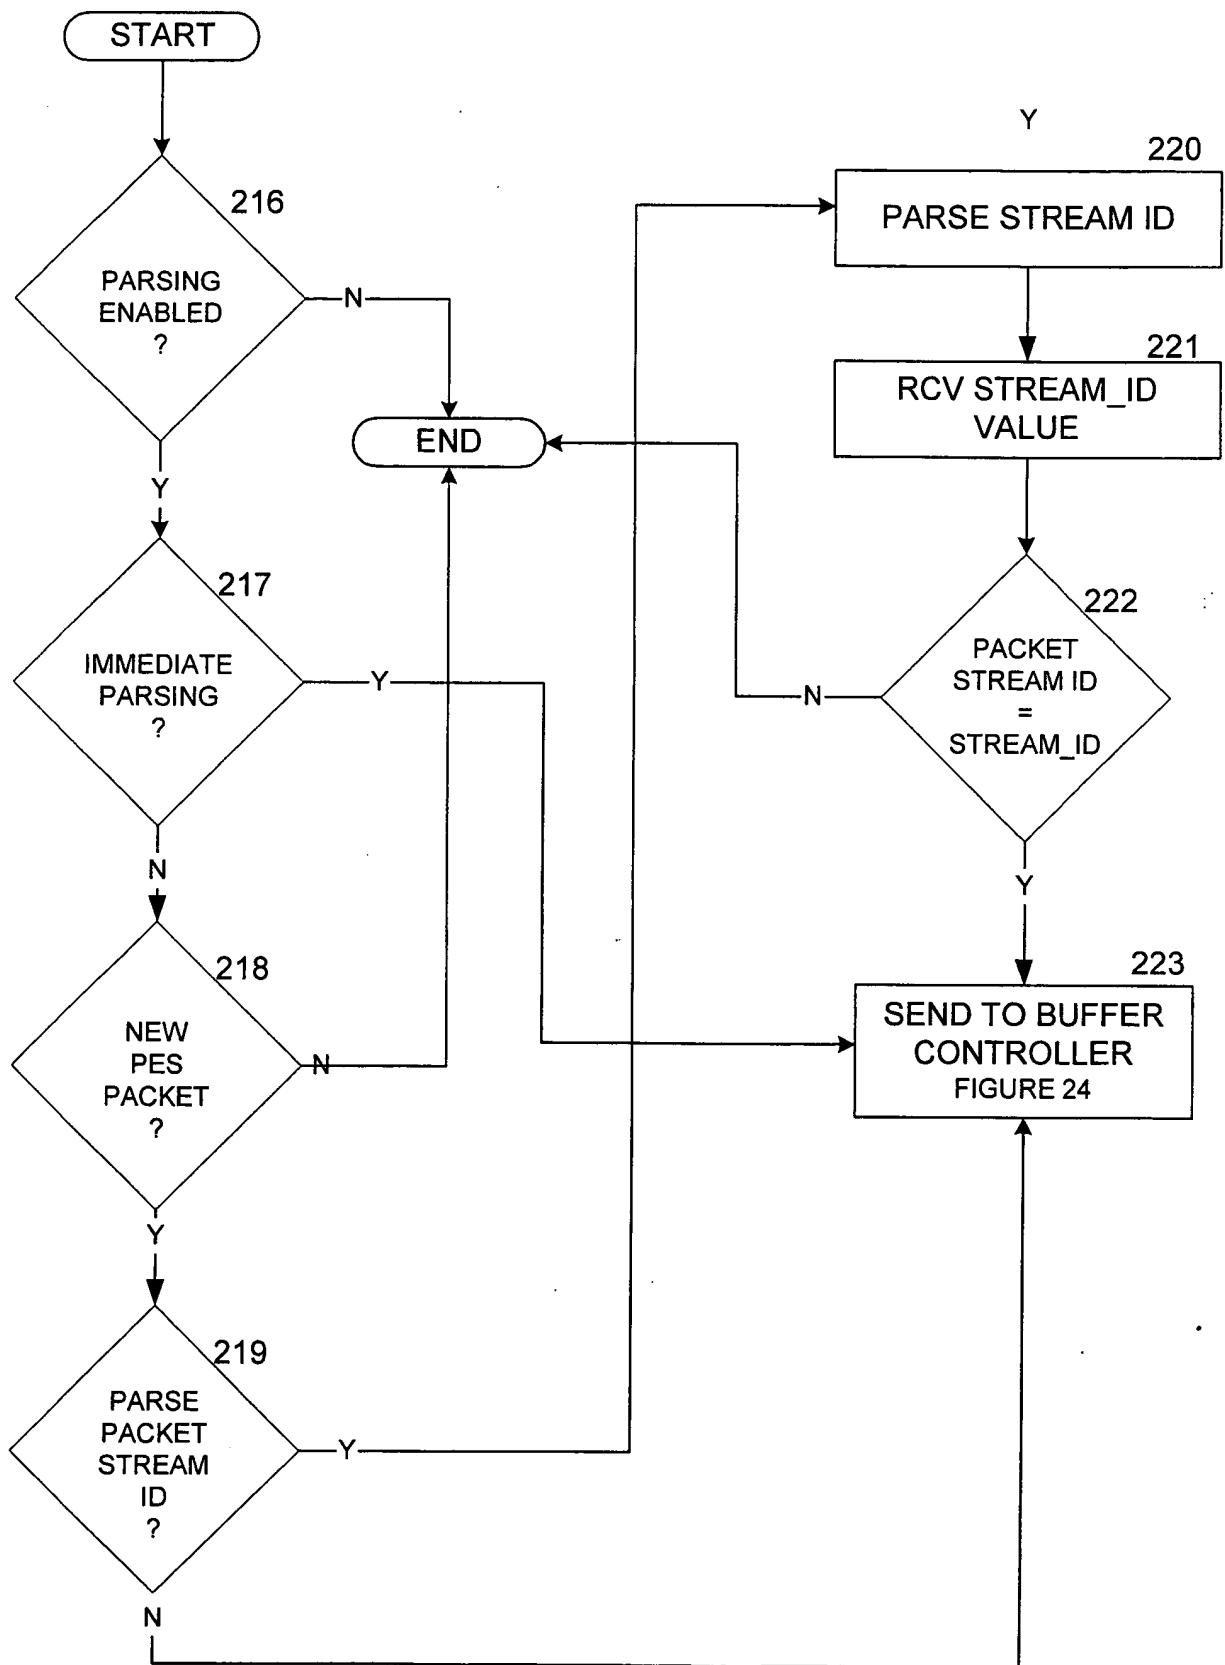 START
216
PARSING
ENABLED
?
N
Y
END
217
IMMEDIATE
PARSING
?
Y
N
218
NEW
PES
PACKET
?
N
Y
219
PARSE
PACKET
STREAM
ID
?
Y
N
Y
220
PARSE STREAM ID
221
RCV STREAM_ID
VALUE
222
PACKET
STREAM ID
=
STREAM_ID
N
Y
223
SEND TO BUFFER
CONTROLLER
FIGURE 24